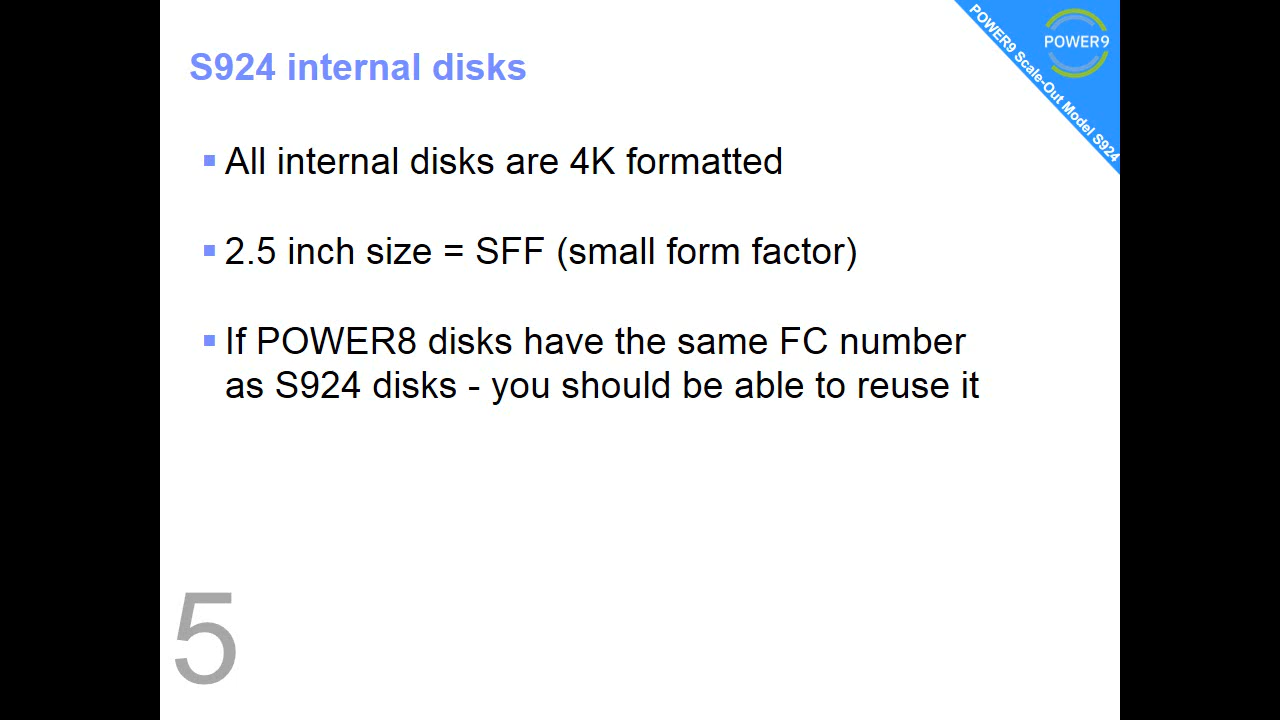 S924 internal disks
POWER9
POWER9 Scale-Out Model S924
▪ All internal disks are 4K formatted
▪ 2.5 inch size = SFF (small form factor)
▪ If POWER8 disks have the same FC number
as S924 disks - you should be able to reuse it
5